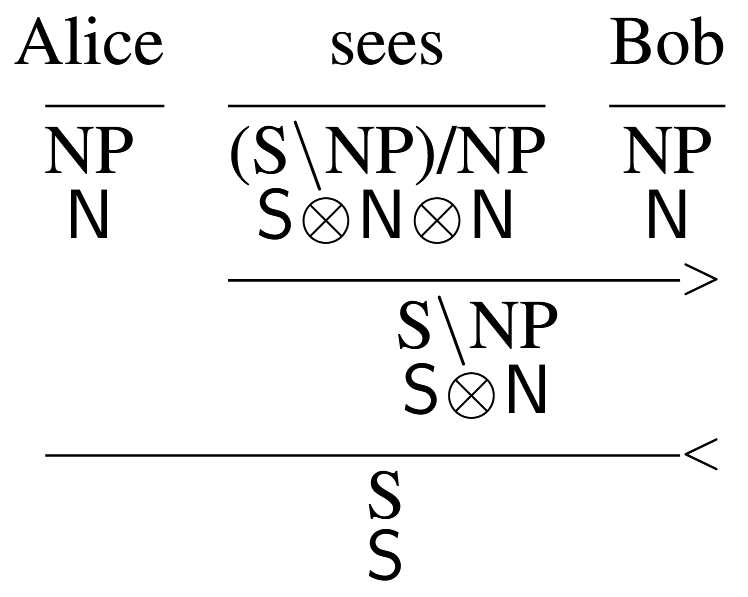 Alice sees Bob
NP (S\NP)/NP NP
N S⊗N⊗N N
>
S\NP
S⊗N
<
S
S